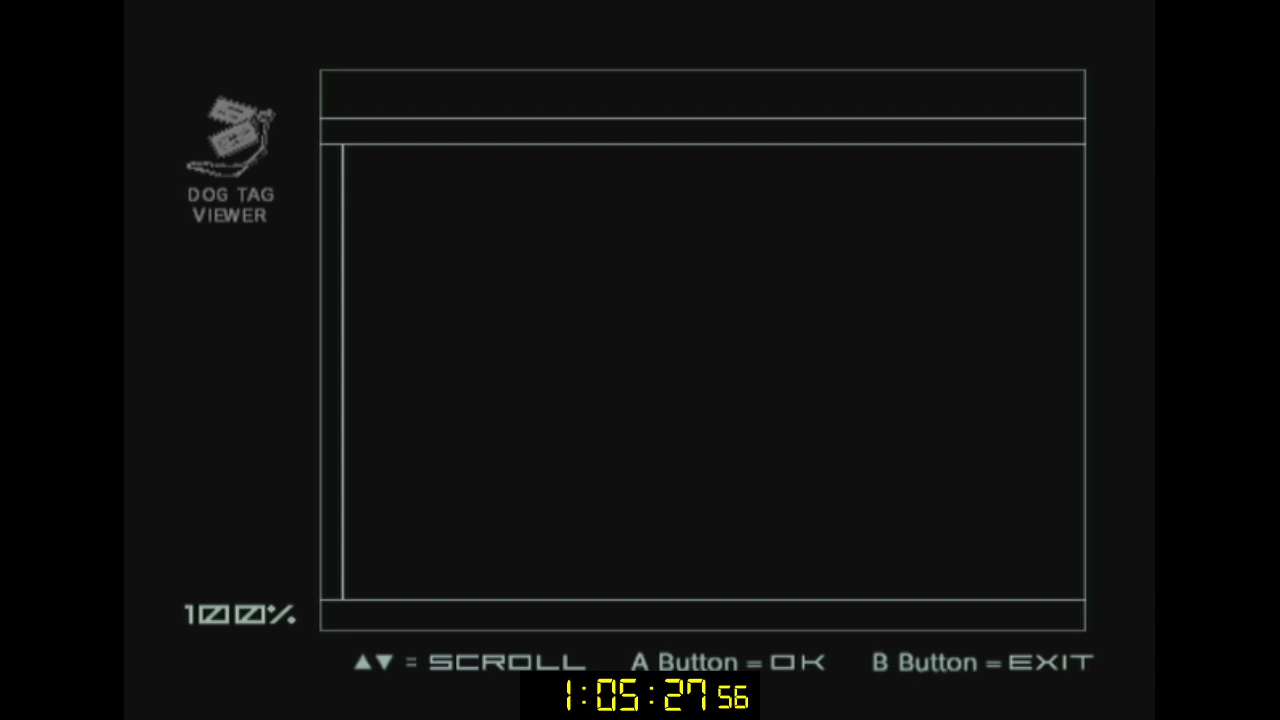 DOG TAG
VIEWER
100%
▲▼ = SCROLL A Button = OK B Button = EXIT
1:05:27 56